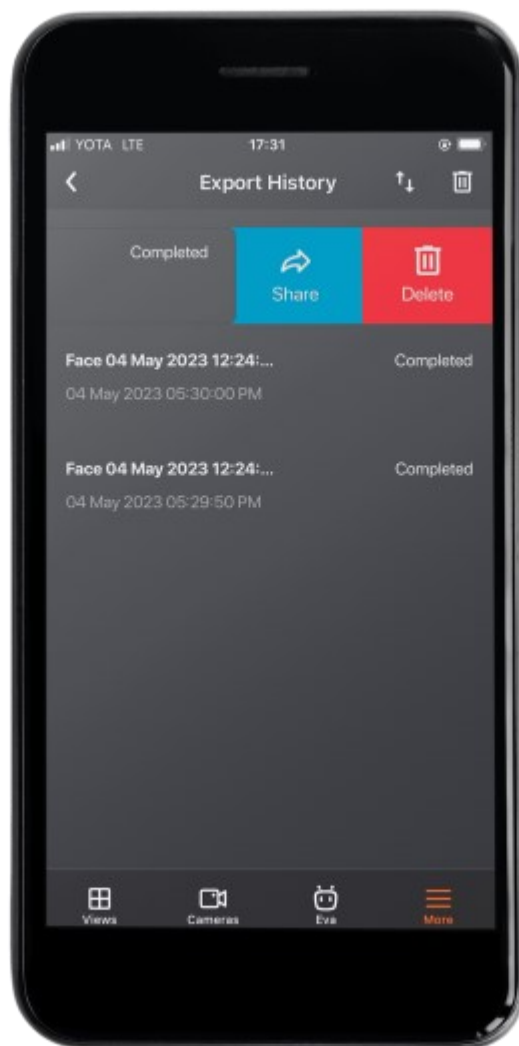 YOTA LTE 17:31
Export History
Completed
Share
Delete
Face 04 May 2023 12:24:... Completed
04 May 2023 05:30:00 PM
Face 04 May 2023 12:24:... Completed
04 May 2023 05:29:50 PM
Views Cameras Eva More